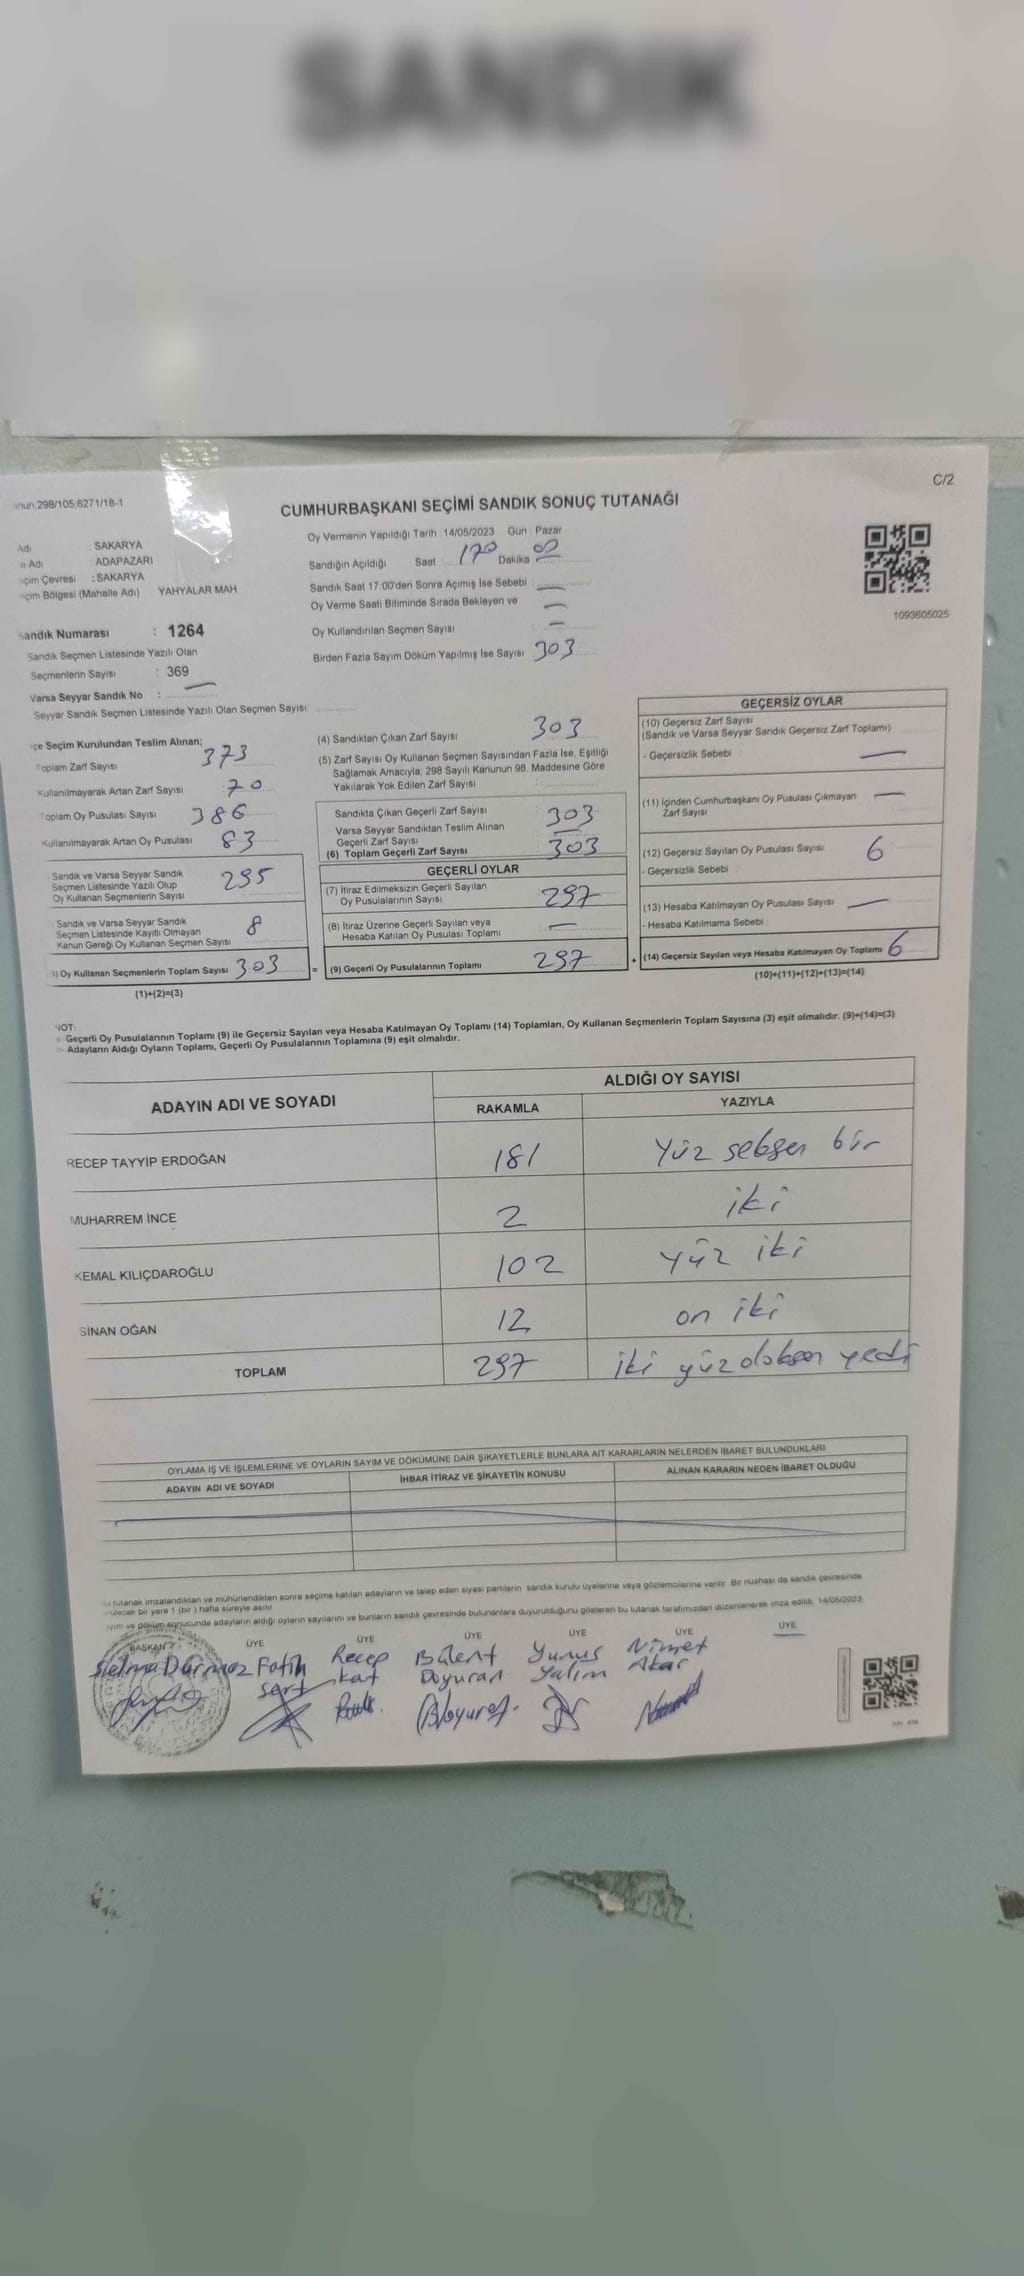 SANDIK
C/2
298/105,6271/18-1
CUMHURBAŞKANI SEÇİMİ SANDIK SONUÇ TUTANAĞI
Adı SAKARYA
Adı : ADAPAZARI
Çevresi : SAKARYA
Bölgesi (Mahalle Adı) YAHYALAR MAH
Oy Vermenin Yapıldığı Tarih 14/05/2023 Gün : Pazar
Sandığın Açıldığı Saat Dakika
Sandık Saat 17:00'den Sonra Açımış İse Sebebi :
Oy Verme Saati Bitiminde Sırada Bekleyen ve
Oy Kullandırılan Seçmen Sayısı :
Birden Fazla Sayım Döküm Yapılmış İse Sayısı 303
1093605025
Sandık Numarası : 1264
Sandık Seçmen Listesinde Yazılı Olan
Seçmenlerin Sayısı : 369
Varsa Seyyar Sandık No :
Seyyar Sandık Seçmen Listesinde Yazılı Olan Seçmen Sayısı:
Seçim Kurulundan Teslim Alınan;
Toplam Zarf Sayısı 373
Kullanılmayarak Artan Zarf Sayısı : 70
Toplam Oy Pusulası Sayısı 386
Kullanılmayarak Artan Oy Pusulası : 83
Sandık ve Varsa Seyyar Sandık
Seçmen Listesinde Yazılı Olup
Oy Kullanan Seçmenlerin Sayısı 295
Sandık ve Varsa Seyyar Sandık
Seçmen Listesinde Kayıtlı Olmayan
Kanun Gereği Oy Kullanan Seçmen Sayısı 8
Oy Kullanan Seçmenlerin Toplam Sayısı 303
(1)+(2)=(3)
(4) Sandıktan Çıkan Zarf Sayısı 303
(5) Zarf Sayısı Oy Kullanan Seçmen Sayısından Fazla İse, Eşitliği
Sağlamak Amacıyla; 298 Sayılı Kanunun 98. Maddesine Göre
Yakılarak Yok Edilen Zarf Sayısı
Sandıkta Çıkan Geçerli Zarf Sayısı 303
Varsa Seyyar Sandıktan Teslim Alınan
Geçerli Zarf Sayısı
(6) Toplam Geçerli Zarf Sayısı 303
GEÇERLİ OYLAR
(7) İtiraz Edilmeksizin Geçerli Sayılan
Oy Pusulalarının Sayısı 297
(8) İtiraz Üzerine Geçerli Sayılan veya
Hesaba Katılan Oy Pusulası Toplamı
= (9) Geçerli Oy Pusulalarının Toplamı 297
GEÇERSİZ OYLAR
(10) Geçersiz Zarf Sayısı
(Sandık ve Varsa Seyyar Sandık Geçersiz Zarf Toplamı)
- Geçersizlik Sebebi
(11) İçinden Cumhurbaşkanı Oy Pusulası Çıkmayan
Zarf Sayısı
(12) Geçersiz Sayılan Oy Pusulası Sayısı 6
- Geçersizlik Sebebi
(13) Hesaba Katılmayan Oy Pusulası Sayısı
- Hesaba Katılmama Sebebi
+ (14) Geçersiz Sayılan veya Hesaba Katılmayan Oy Toplamı 6
(10)+(11)+(12)+(13)=(14)
NOT:
Geçerli Oy Pusulalarının Toplamı (9) ile Geçersiz Sayılan veya Hesaba Katılmayan Oy Toplamı (14) Toplamları, Oy Kullanan Seçmenlerin Toplam Sayısına (3) eşit olmalıdır. (9)+(14)=(3)
Adayların Aldığı Oyların Toplamı, Geçerli Oy Pusulalarının Toplamına (9) eşit olmalıdır.
ADAYIN ADI VE SOYADI ALDIĞI OY SAYISI
RAKAMLA YAZIYLA
RECEP TAYYİP ERDOĞAN 181 Yüz seksen bir
MUHARREM İNCE 2 iki
KEMAL KILIÇDAROĞLU 102 yüz iki
SİNAN OĞAN 12 on iki
TOPLAM 297 iki yüz doksan yedi
OYLAMA İŞ VE İŞLEMLERİNE VE OYLARIN SAYIM VE DÖKÜMÜNE DAİR ŞİKAYETLERLE BUNLARA AİT KARARLARIN NELERDEN İBARET BULUNDUKLARI
ADAYIN ADI VE SOYADI İHBAR İTİRAZ VE ŞİKAYETİN KONUSU ALINAN KARARIN NEDEN İBARET OLDUĞU
tutanak imzalandıktan ve mühürlendikten sonra seçime katılan adayların ve talep eden siyasi partilerin sandık kurulu üyelerine veya gözlemcilerine verilir. Bir nüshası da sandık çevresinde
bir yere 1 (bir) hafta süreyle asılır.
ve döküm sonucunda adayların aldığı oyların sayılarını ve bunların sandık çevresinde bulunanlara duyurulduğunu gösteren bu tutanak tarafımızdan düzenlenerek imza edildi. 14/05/2023
BAŞKAN ÜYE ÜYE ÜYE ÜYE ÜYE ÜYE
Selma Durmaz Fatih Recep Bülent Yunus Nimet
Sert Kat Doyuran Yalım Akar